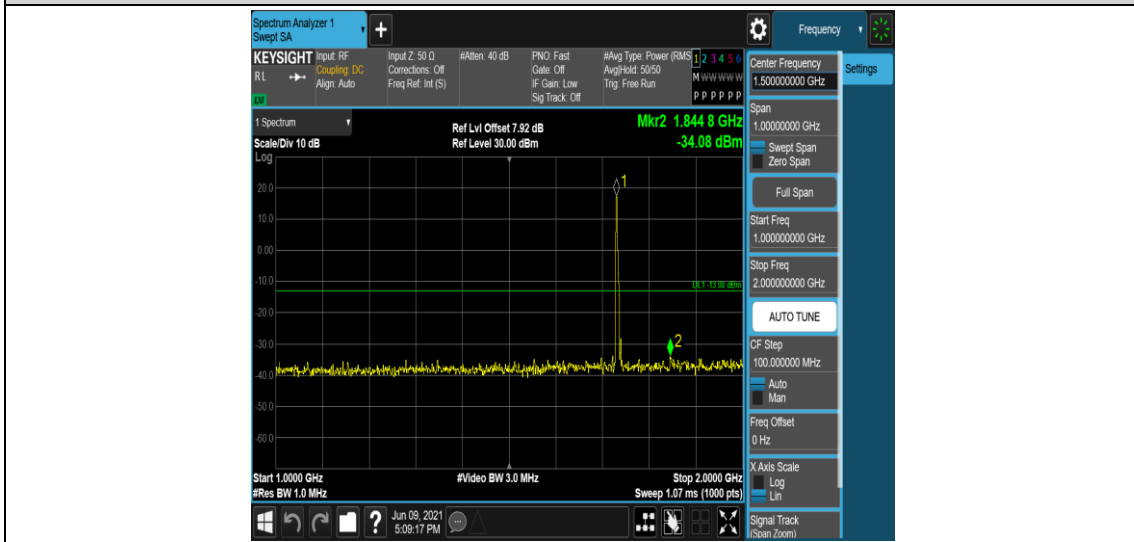 Spectrum Analyzer 1
Swept SA
+
Frequency
KEYSIGHT
RL
Input: RF
Coupling: DC
Align: Auto
Input Z: 50 Ω
Corrections: Off
Freq Ref: Int (S)
#Atten: 40 dB
PNO: Fast
Gate: Off
IF Gain: Low
Sig Track: Off
#Avg Type: Power (RMS
Avg|Hold: 50/50
Trig: Free Run
1 2 3 4 5 6
M W W W W W
P P P P P P
1 Spectrum
Scale/Div 10 dB
Log
Ref Lvl Offset 7.92 dB
Ref Level 30.00 dBm
Mkr2 1.844 8 GHz
-34.08 dBm
20.0
10.0
0.00
-10.0
-20.0
-30.0
-40.0
-50.0
-60.0
1
2
DL1 -13.00 dBm
Start 1.0000 GHz
#Res BW 1.0 MHz
#Video BW 3.0 MHz
Stop 2.0000 GHz
Sweep 1.07 ms (1000 pts)
?
Jun 09, 2021
5:09:17 PM
Center Frequency
1.500000000 GHz
Settings
Span
1.00000000 GHz
Swept Span
Zero Span
Full Span
Start Freq
1.000000000 GHz
Stop Freq
2.000000000 GHz
AUTO TUNE
CF Step
100.000000 MHz
Auto
Man
Freq Offset
0 Hz
X Axis Scale
Log
Lin
Signal Track
(Span Zoom)